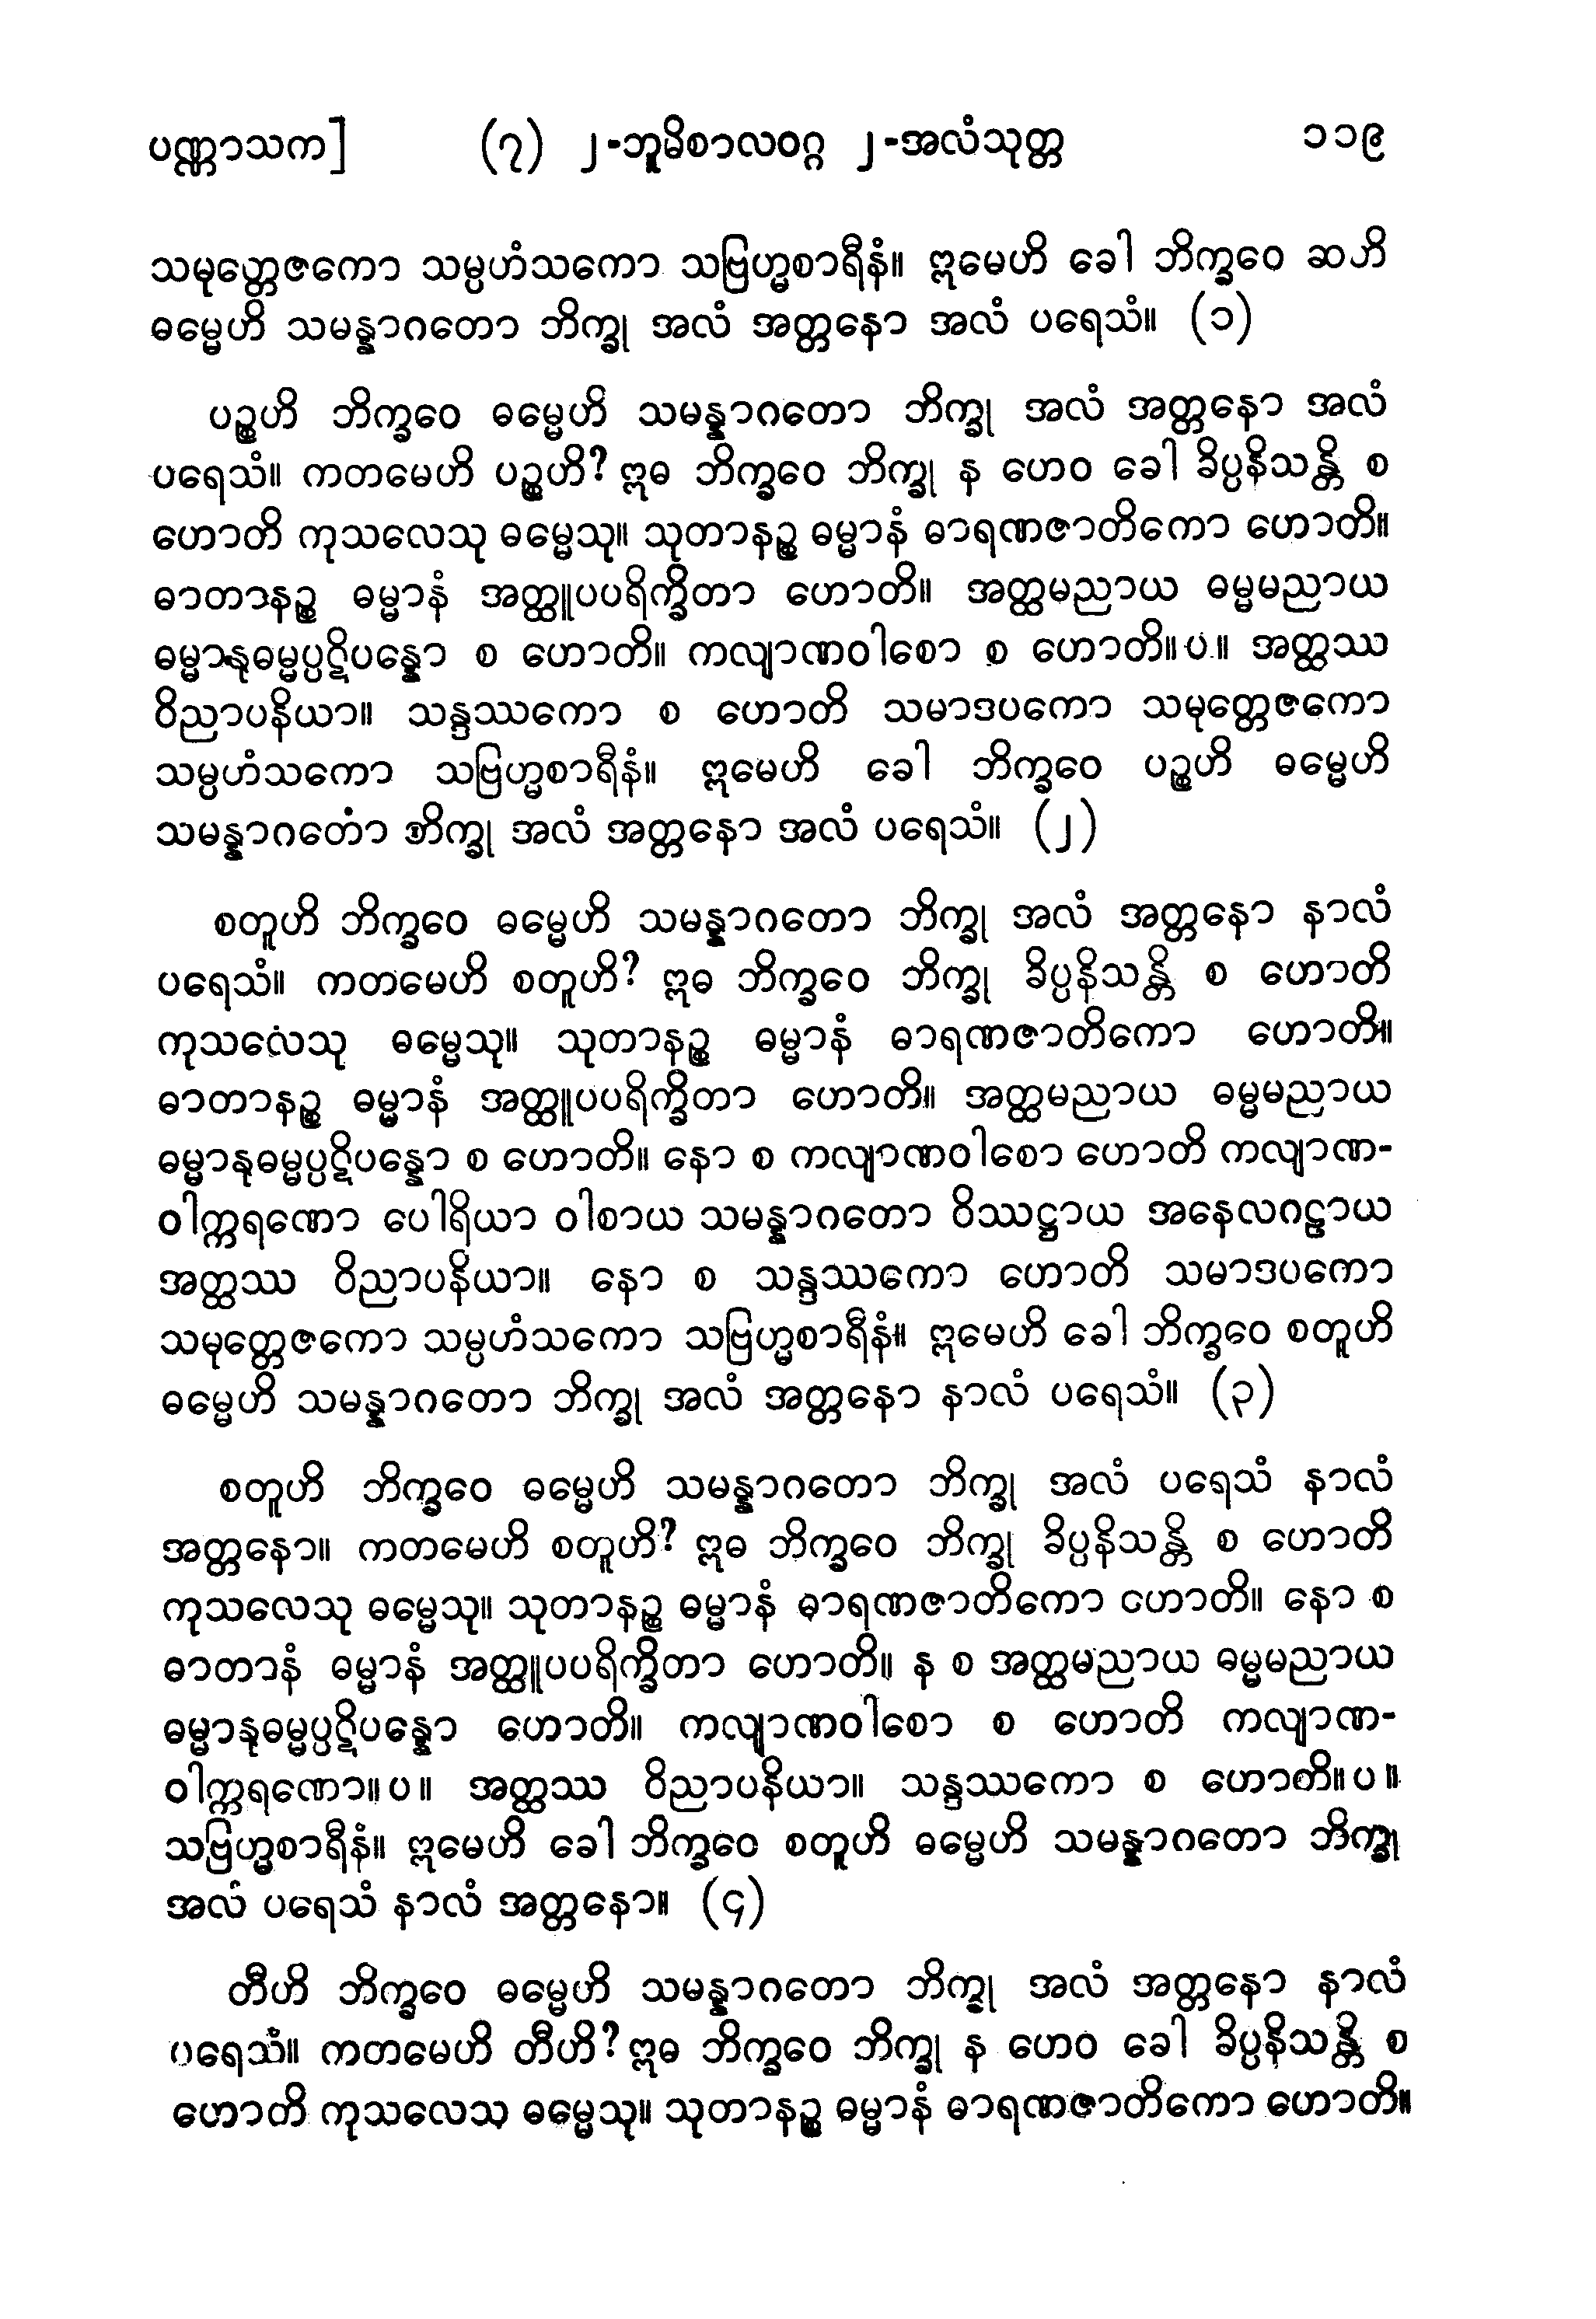 ပဏ္ဏာသက] (၇) ၂-ဘူမိစာလဝဂ္ဂ ၂-အလံသုတ္တ ၁၁၉
သမုတ္တေဇကော သမ္ပဟံသကော သဗြဟ္မစာရီနံ။ ဣမေဟိ ခေါ ဘိက္ခဝေ ဆဟိ
ဓမ္မေဟိ သမန္နာဂတော ဘိက္ခု အလံ အတ္တနော အလံ ပရေသံ။ (၁)
ပဉ္စဟိ ဘိက္ခဝေ ဓမ္မေဟိ သမန္နာဂတော ဘိက္ခု အလံ အတ္တနော အလံ
ပရေသံ။ ကတမေဟိ ပဉ္စဟိ? ဣဓ ဘိက္ခဝေ ဘိက္ခု န ဟေဝ ခေါ ခိပ္ပနိသန္တိ စ
ဟောတိ ကုသလေသု ဓမ္မေသု။ သုတာနဉ္စ ဓမ္မာနံ ဓာရဏဇာတိကော ဟောတိ။
ဓာတာနဉ္စ ဓမ္မာနံ အတ္ထူပပရိက္ခိတာ ဟောတိ။ အတ္ထမညာယ ဓမ္မမညာယ
ဓမ္မာနုဓမ္မပ္ပဋိပန္နော စ ဟောတိ။ ကလျာဏဝါစော စ ဟောတိ။ပ။ အတ္ထဿ
ဝိညာပနိယာ။ သန္ဒဿကော စ ဟောတိ သမာဒပကော သမုတ္တေဇကော
သမ္ပဟံသကော သဗြဟ္မစာရီနံ။ ဣမေဟိ ခေါ ဘိက္ခဝေ ပဉ္စဟိ ဓမ္မေဟိ
သမန္နာဂတော ဘိက္ခု အလံ အတ္တနော အလံ ပရေသံ။ (၂)
စတူဟိ ဘိက္ခဝေ ဓမ္မေဟိ သမန္နာဂတော ဘိက္ခု အလံ အတ္တနော နာလံ
ပရေသံ။ ကတမေဟိ စတူဟိ? ဣဓ ဘိက္ခဝေ ဘိက္ခု ခိပ္ပနိသန္တိ စ ဟောတိ
ကုသလေသု ဓမ္မေသု။ သုတာနဉ္စ ဓမ္မာနံ ဓာရဏဇာတိကော ဟောတိ။
ဓာတာနဉ္စ ဓမ္မာနံ အတ္ထူပပရိက္ခိတာ ဟောတိ။ အတ္ထမညာယ ဓမ္မမညာယ
ဓမ္မာနုဓမ္မပ္ပဋိပန္နော စ ဟောတိ။ နော စ ကလျာဏဝါစော ဟောတိ ကလျာဏ-
ဝါက္ကရဏော ပေါရိယာ ဝါစာယ သမန္နာဂတော ဝိဿဋ္ဌာယ အနေလဂဠာယ
အတ္ထဿ ဝိညာပနိယာ။ နော စ သန္ဒဿကော ဟောတိ သမာဒပကော
သမုတ္တေဇကော သမ္ပဟံသကော သဗြဟ္မစာရီနံ။ ဣမေဟိ ခေါ ဘိက္ခဝေ စတူဟိ
ဓမ္မေဟိ သမန္နာဂတော ဘိက္ခု အလံ အတ္တနော နာလံ ပရေသံ။ (၃)
စတူဟိ ဘိက္ခဝေ ဓမ္မေဟိ သမန္နာဂတော ဘိက္ခု အလံ ပရေသံ နာလံ
အတ္တနော။ ကတမေဟိ စတူဟိ? ဣဓ ဘိက္ခဝေ ဘိက္ခု ခိပ္ပနိသန္တိ စ ဟောတိ
ကုသလေသု ဓမ္မေသု။ သုတာနဉ္စ ဓမ္မာနံ ဓာရဏဇာတိကော ဟောတိ။ နော စ
ဓာတာနံ ဓမ္မာနံ အတ္ထူပပရိက္ခိတာ ဟောတိ။ န စ အတ္ထမညာယ ဓမ္မမညာယ
ဓမ္မာနုဓမ္မပ္ပဋိပန္နော ဟောတိ။ ကလျာဏဝါစော စ ဟောတိ ကလျာဏ-
ဝါက္ကရဏော။ပ။ အတ္ထဿ ဝိညာပနိယာ။ သန္ဒဿကော စ ဟောတိ။ပ။
သဗြဟ္မစာရီနံ။ ဣမေဟိ ခေါ ဘိက္ခဝေ စတူဟိ ဓမ္မေဟိ သမန္နာဂတော ဘိက္ခု
အလံ ပရေသံ နာလံ အတ္တနော။ (၄)
တီဟိ ဘိက္ခဝေ ဓမ္မေဟိ သမန္နာဂတော ဘိက္ခု အလံ အတ္တနော နာလံ
ပရေသံ။ ကတမေဟိ တီဟိ? ဣဓ ဘိက္ခဝေ ဘိက္ခု န ဟေဝ ခေါ ခိပ္ပနိသန္တိ စ
ဟောတိ ကုသလေသု ဓမ္မေသု။ သုတာနဉ္စ ဓမ္မာနံ ဓာရဏဇာတိကော ဟောတိ။